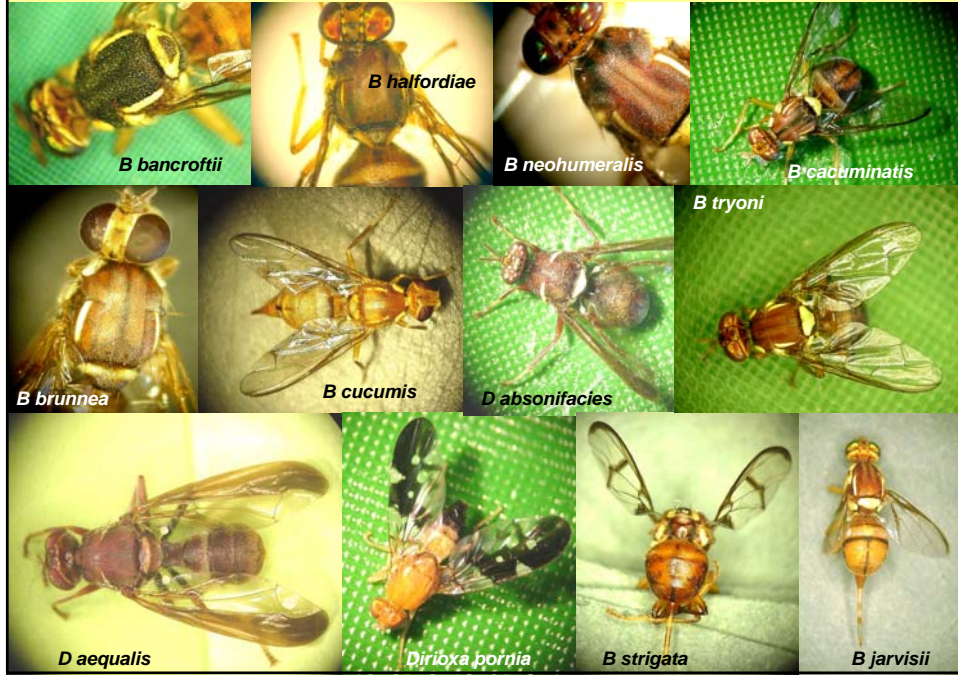 B bancroftii
B halfordiae
B neohumeralis
B cacuminatis
B brunnea
B cucumis
D absonifacies
B tryoni
D aequalis
Dirioxa pornia
B strigata
B jarvisii